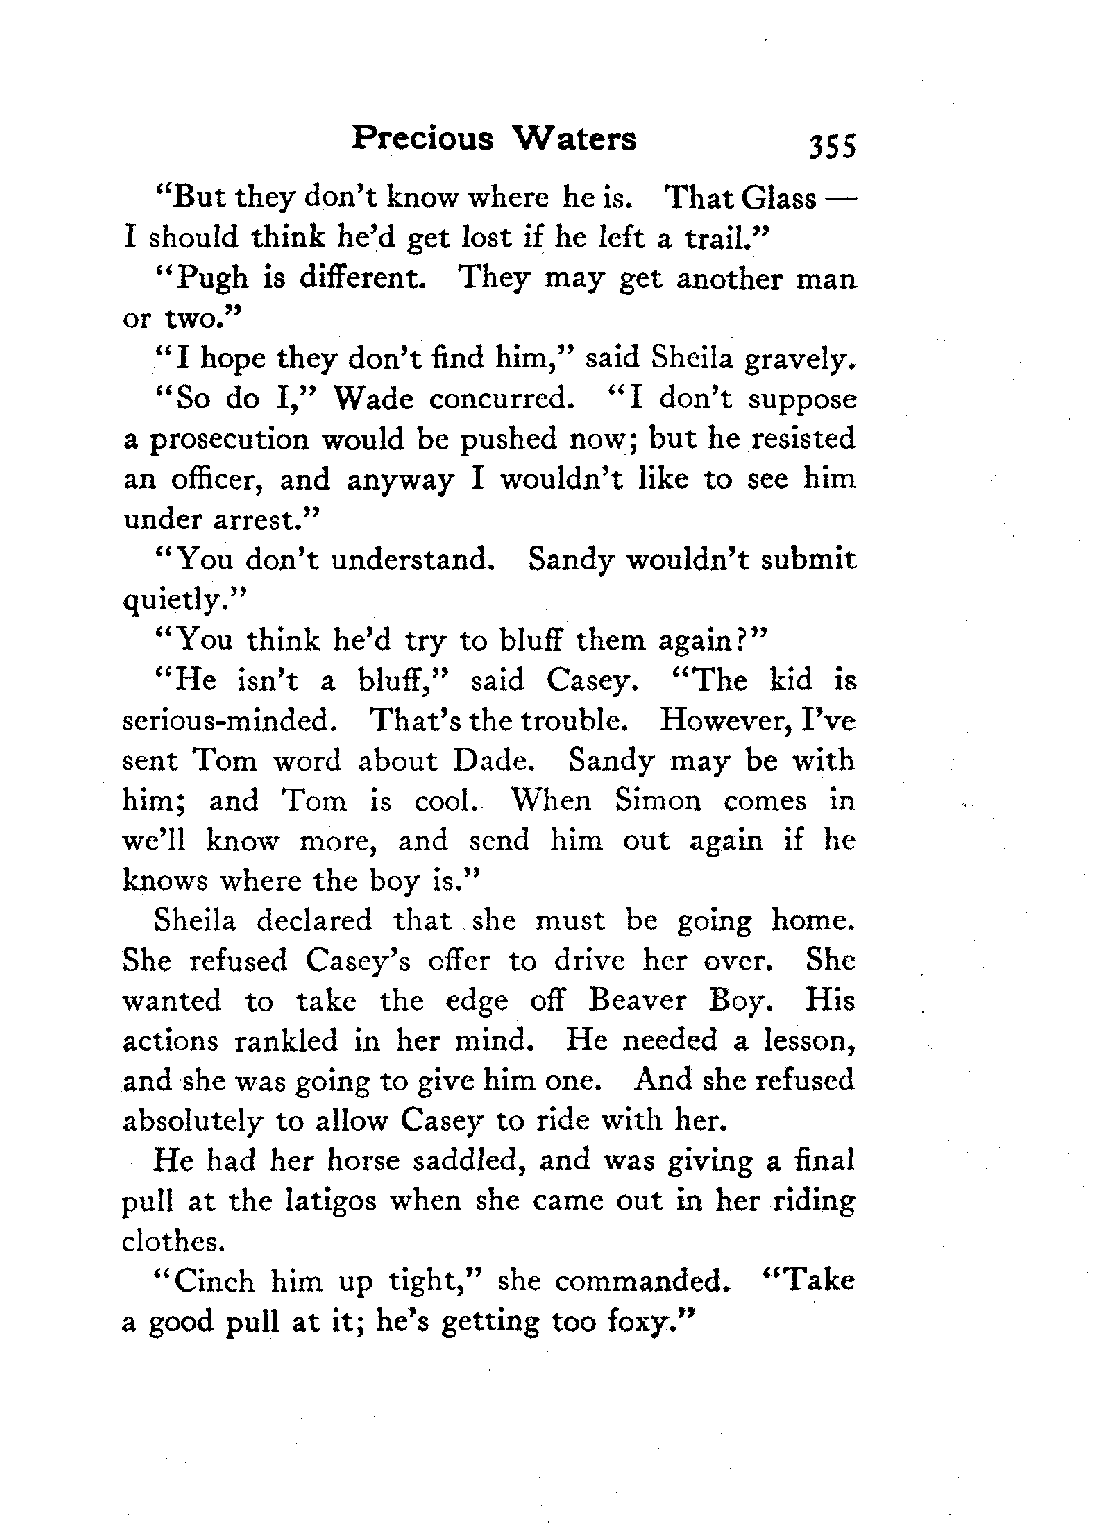 Precious Waters 355
“But they don’t know where he is. That Glass —
I should think he’d get lost if he left a trail.”
“Pugh is different. They may get another man
or two.”
“I hope they don’t find him,” said Sheila gravely.
“So do I,” Wade concurred. “I don’t suppose
a prosecution would be pushed now; but he resisted
an officer, and anyway I wouldn’t like to see him
under arrest.”
“You don’t understand. Sandy wouldn’t submit
quietly.”
“You think he’d try to bluff them again?”
“He isn’t a bluff,” said Casey. “The kid is
serious-minded. That’s the trouble. However, I’ve
sent Tom word about Dade. Sandy may be with
him; and Tom is cool. When Simon comes in
we’ll know more, and send him out again if he
knows where the boy is.”
Sheila declared that she must be going home.
She refused Casey’s offer to drive her over. She
wanted to take the edge off Beaver Boy. His
actions rankled in her mind. He needed a lesson,
and she was going to give him one. And she refused
absolutely to allow Casey to ride with her.
He had her horse saddled, and was giving a final
pull at the latigos when she came out in her riding
clothes.
“Cinch him up tight,” she commanded. “Take
a good pull at it; he’s getting too foxy.”